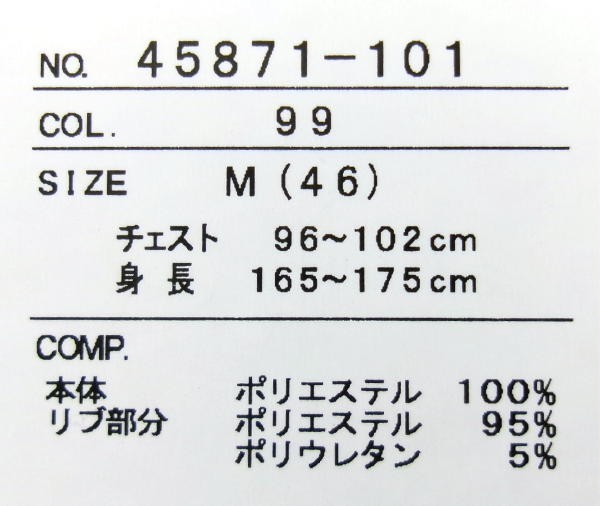 NO. 45871-101
COL. 99
SIZE M(46)
チェスト 96~102cm
身長 165~175cm
COMP.
本体 ポリエステル 100%
リブ部分 ポリエステル 95%
ポリウレタン 5%